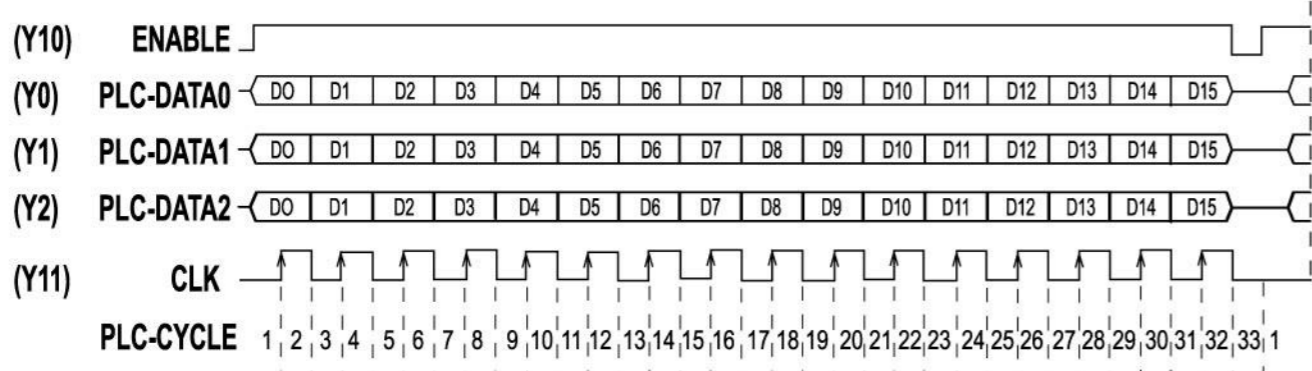 (Y10) ENABLE
(Y0) PLC-DATA0 D0 D1 D2 D3 D4 D5 D6 D7 D8 D9 D10 D11 D12 D13 D14 D15
(Y1) PLC-DATA1 D0 D1 D2 D3 D4 D5 D6 D7 D8 D9 D10 D11 D12 D13 D14 D15
(Y2) PLC-DATA2 D0 D1 D2 D3 D4 D5 D6 D7 D8 D9 D10 D11 D12 D13 D14 D15
(Y11) CLK
PLC-CYCLE 1 2 3 4 5 6 7 8 9 10 11 12 13 14 15 16 17 18 19 20 21 22 23 24 25 26 27 28 29 30 31 32 33 1